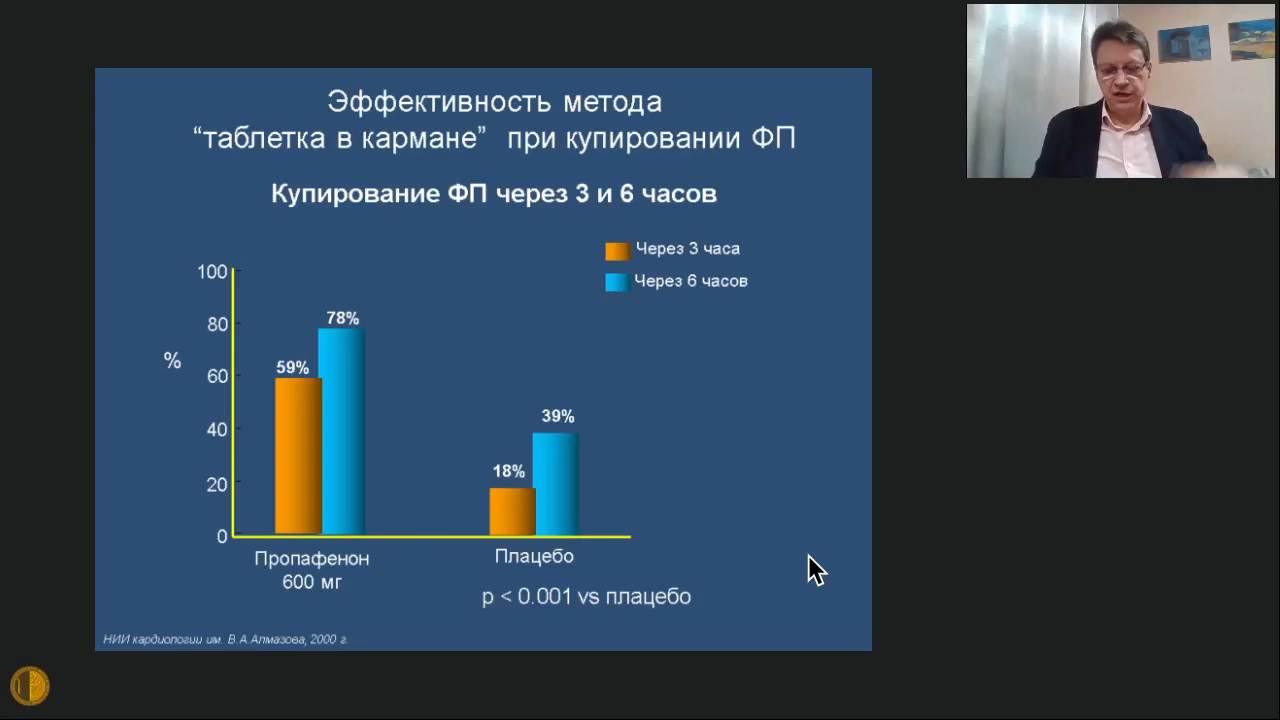 Эффективность метода
“таблетка в кармане” при купировании ФП
Купирование ФП через 3 и 6 часов
Через 3 часа
Через 6 часов
%
100
80
60
40
20
0
59%
78%
18%
39%
Пропафенон
600 мг
Плацебо
p < 0.001 vs плацебо
НИИ кардиологии им. В.А.Алмазова, 2000 г.